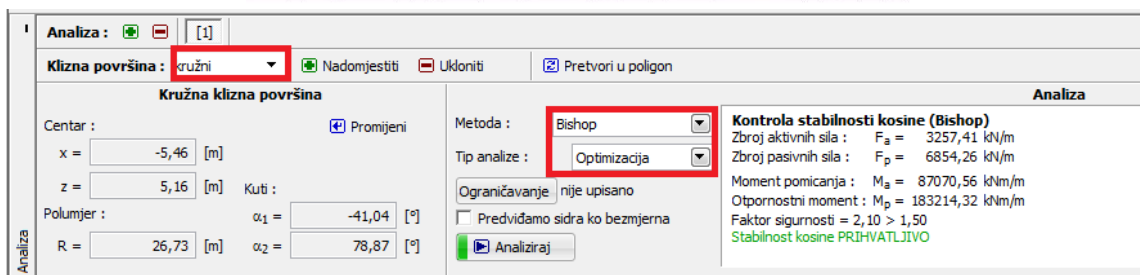 Analiza : [1]
Klizna površina : kružni Nadomjestiti Ukloniti Pretvori u poligon
Kružna klizna površina
Centar : Promijeni
x = -5,46 [m]
z = 5,16 [m] Kuti :
Polumjer : α1 = -41,04 [°]
R = 26,73 [m] α2 = 78,87 [°]
Analiza
Metoda : Bishop
Tip analize : Optimizacija
Ograničavanje nije upisano
Predviđamo sidra ko bezmjerna
Analiziraj
Kontrola stabilnosti kosine (Bishop)
Zbroj aktivnih sila : Fa = 3257,41 kN/m
Zbroj pasivnih sila : Fp = 6854,26 kN/m
Moment pomicanja : Ma = 87070,56 kNm/m
Otpornostni moment : Mp = 183214,32 kNm/m
Faktor sigurnosti = 2,10 > 1,50
Stabilnost kosine PRIHVATLJIVO
Analiza